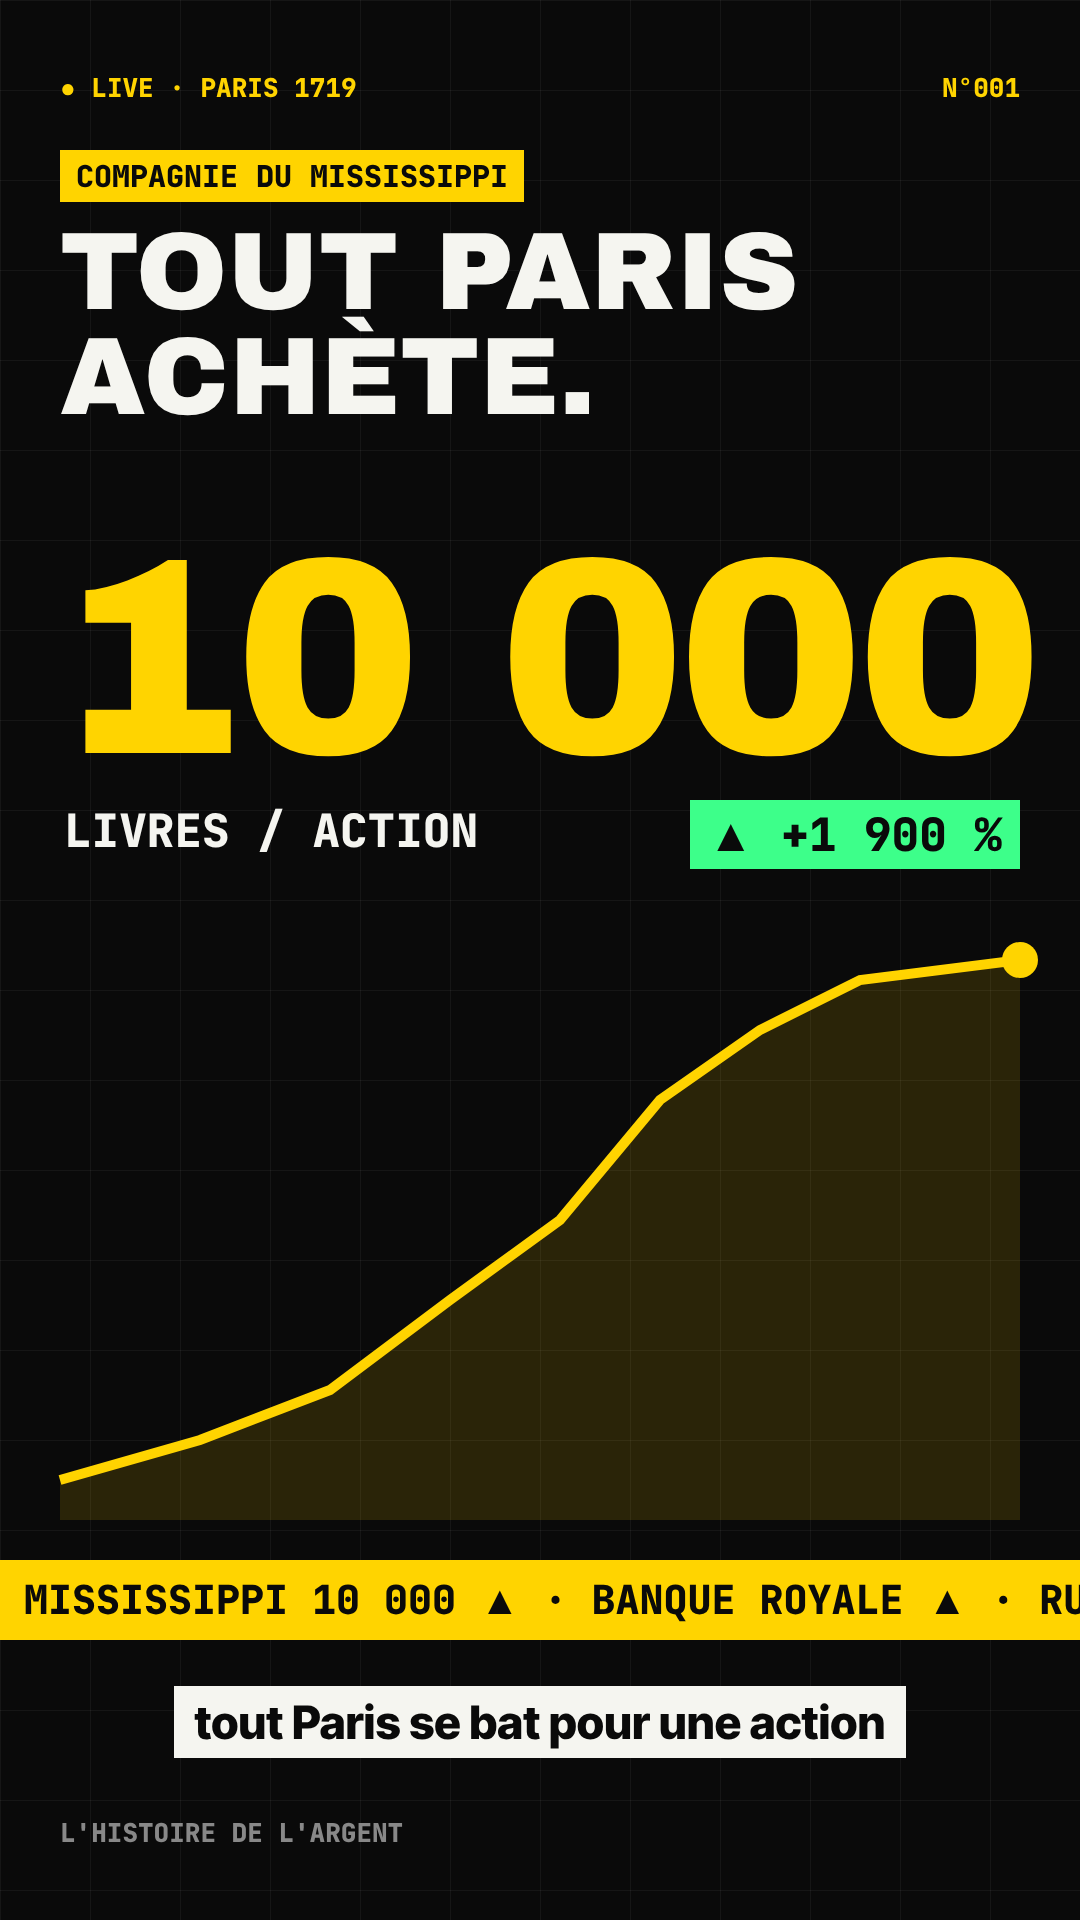 ● LIVE · PARIS 1719
N°001
COMPAGNIE DU MISSISSIPPI
TOUT PARIS
ACHÈTE.
10 000
LIVRES / ACTION
▲ +1 900 %
MISSISSIPPI 10 000 ▲ · BANQUE ROYALE ▲ · RU
tout Paris se bat pour une action
L'HISTOIRE DE L'ARGENT